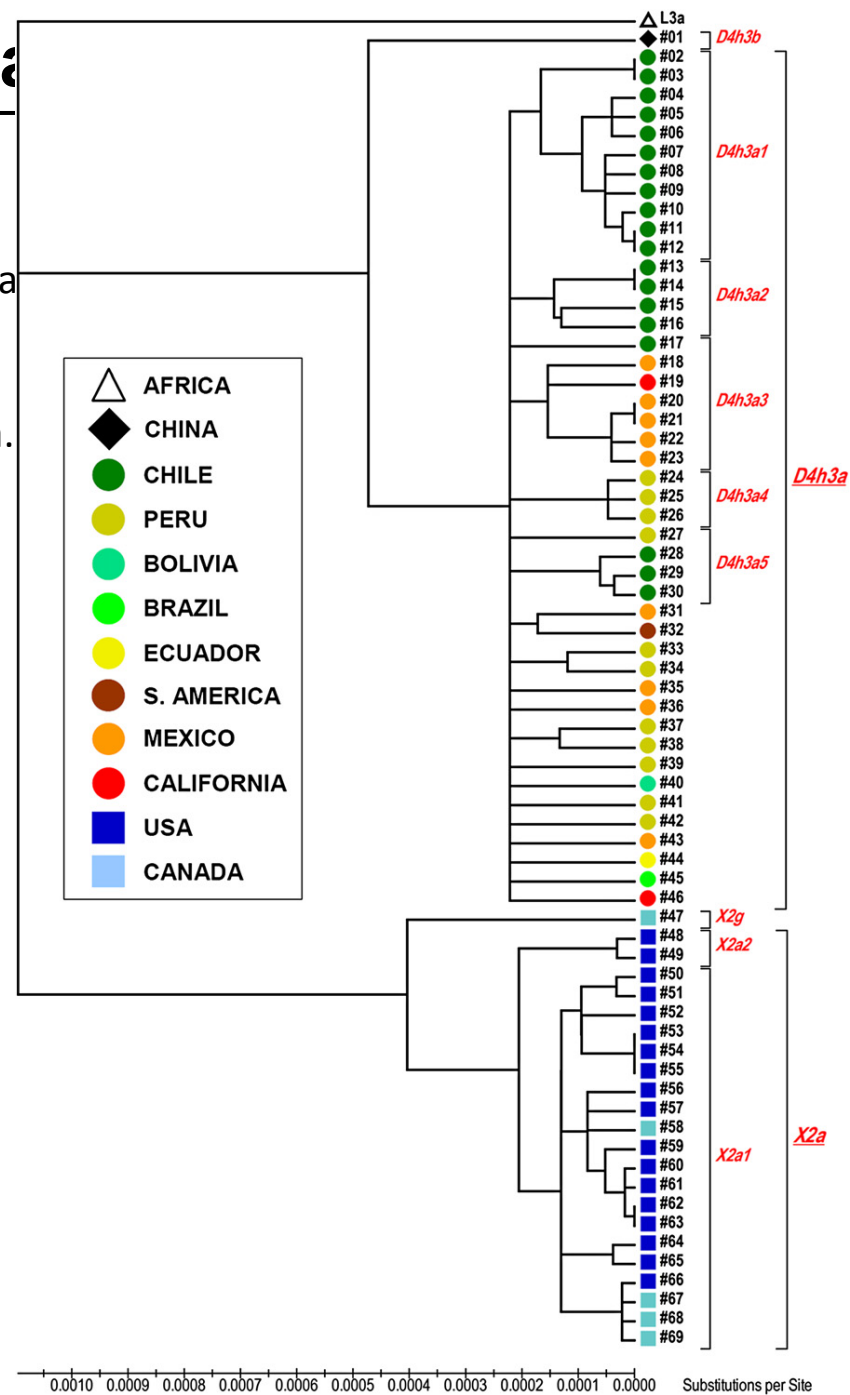 a
a
.
L3a
#01 D4h3b
#02
#03
#04
#05
#06
#07 D4h3a1
#08
#09
#10
#11
#12
#13
#14 D4h3a2
#15
#16
#17
#18
#19
#20 D4h3a3
#21
#22
#23
#24 D4h3a
#25 D4h3a4
#26
#27
#28 D4h3a5
#29
#30
#31
#32
#33
#34
#35
#36
#37
#38
#39
#40
#41
#42
#43
#44
#45
#46
#47 X2g
#48 X2a2
#49
#50
#51
#52
#53
#54
#55
#56
#57
#58 X2a
#59 X2a1
#60
#61
#62
#63
#64
#65
#66
#67
#68
#69
AFRICA
CHINA
CHILE
PERU
BOLIVIA
BRAZIL
ECUADOR
S. AMERICA
MEXICO
CALIFORNIA
USA
CANADA
0.0010 0.0009 0.0008 0.0007 0.0006 0.0005 0.0004 0.0003 0.0002 0.0001 0.0000 Substitutions per Site